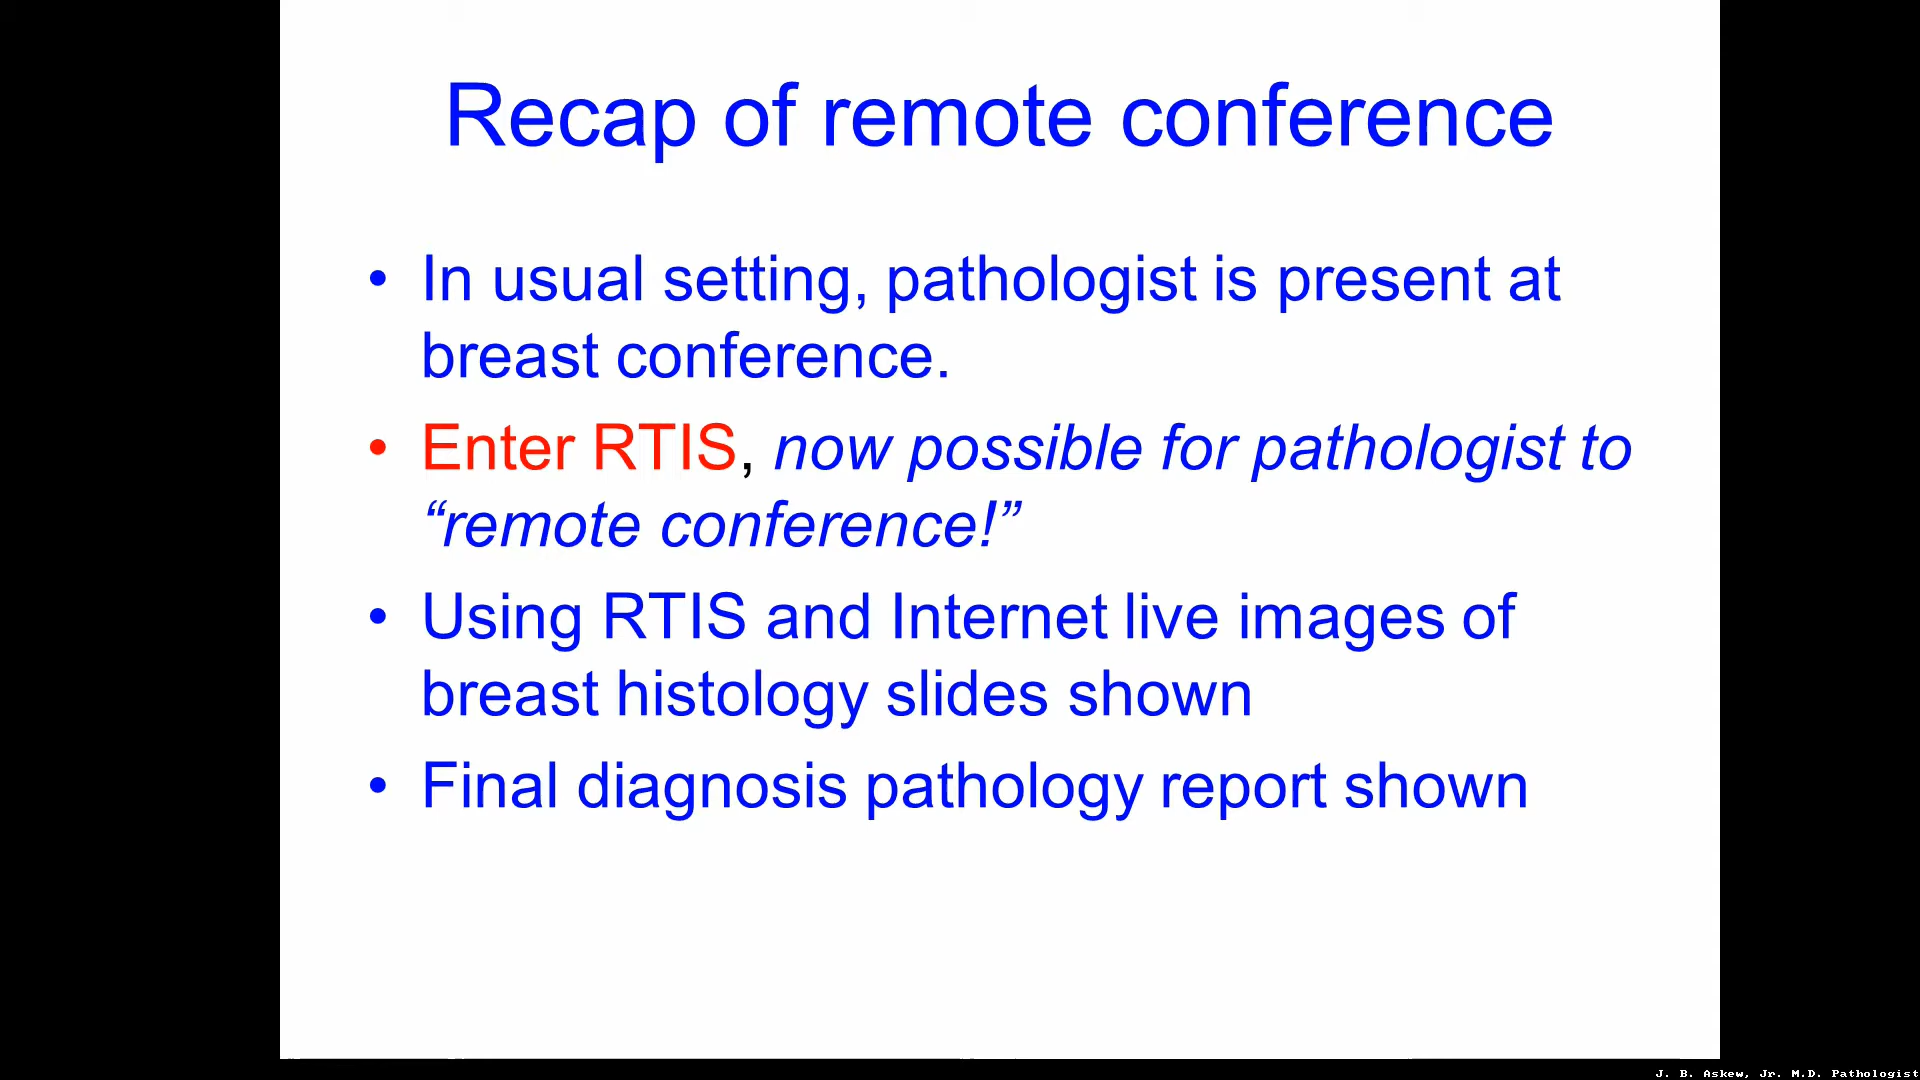 Recap of remote conference
• In usual setting, pathologist is present at
breast conference.
• Enter RTIS, now possible for pathologist to
“remote conference!”
• Using RTIS and Internet live images of
breast histology slides shown
• Final diagnosis pathology report shown
J. B. Askew, Jr. M.D. Pathologist